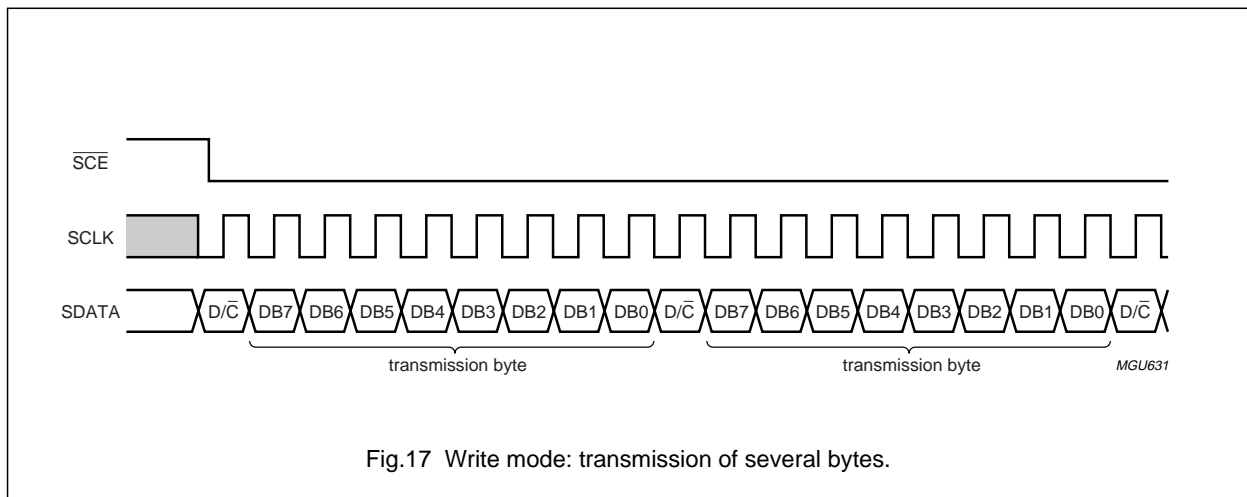 S̅C̅E̅
SCLK
SDATA D/C̅ DB7 DB6 DB5 DB4 DB3 DB2 DB1 DB0 D/C̅ DB7 DB6 DB5 DB4 DB3 DB2 DB1 DB0 D/C̅
transmission byte transmission byte MGU631
Fig.17 Write mode: transmission of several bytes.